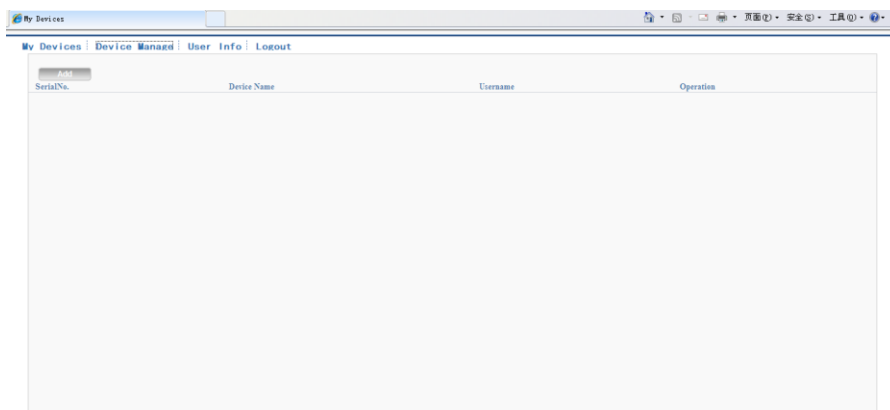 My Devices
页面(P) 安全(S) 工具(O)
My Devices Device Managd User Info Logout
Add
SerialNo. Device Name Username Operation